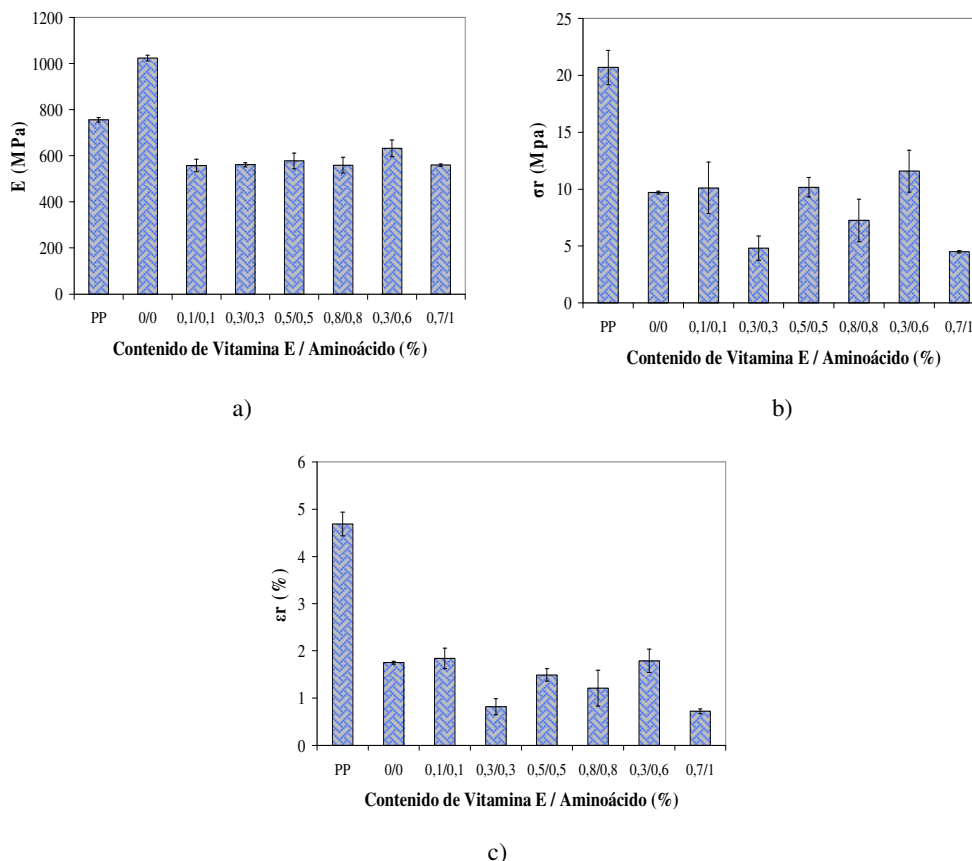 1200
1000
800
600
400
200
0
E (MPa)
PP 0/0 0,1/0,1 0,3/0,3 0,5/0,5 0,8/0,8 0,3/0,6 0,7/1
Contenido de Vitamina E / Aminoácido (%)
a)
25
20
15
10
5
0
σr (Mpa)
PP 0/0 0,1/0,1 0,3/0,3 0,5/0,5 0,8/0,8 0,3/0,6 0,7/1
Contenido de Vitamina E / Aminoácido (%)
b)
6
5
4
3
2
1
0
εr (%)
PP 0/0 0,1/0,1 0,3/0,3 0,5/0,5 0,8/0,8 0,3/0,6 0,7/1
Contenido de Vitamina E / Aminoácido (%)
c)